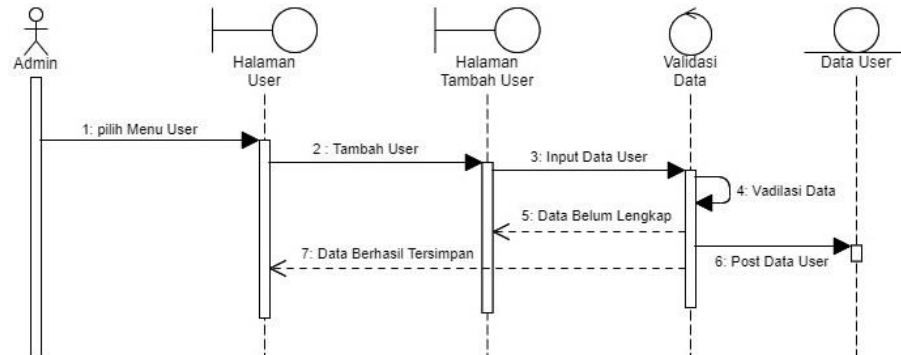 Admin
Halaman
User
Halaman
Tambah User
Validasi
Data
Data User
1: pilih Menu User
2 : Tambah User
3: Input Data User
4: Vadilasi Data
5: Data Belum Lengkap
7: Data Berhasil Tersimpan
6: Post Data User